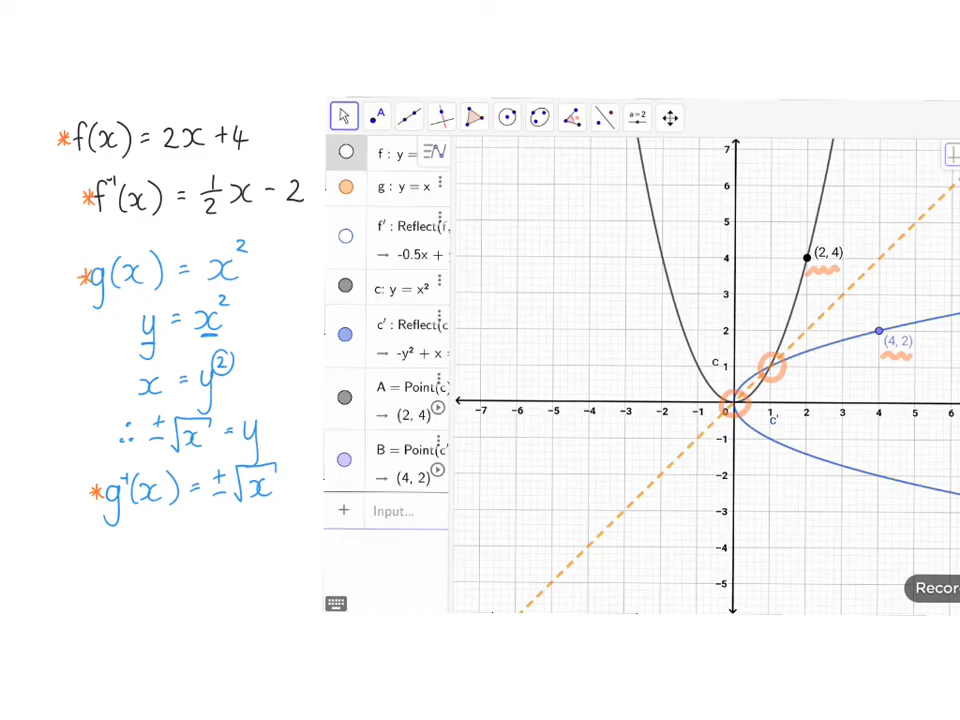 *f(x) = 2x + 4
*f⁻¹(x) = 1/2 x - 2
*g(x) = x²
y = x²
x = y²
∴ ±√x = y
*g⁻¹(x) = ±√x
A
a=2
f : y =
g : y = x
f′ : Reflect(f,
→ -0.5x +
c: y = x²
c′ : Reflect(c
→ -y² + x =
A = Point(c)
→ (2, 4)
B = Point(c′
→ (4, 2)
+ Input...
7
6
5
4
3
2
1
-7 -6 -5 -4 -3 -2 -1 0 1 2 3 4 5 6
-1
-2
-3
-4
-5
(2, 4)
(4, 2)
c
c′
Recor